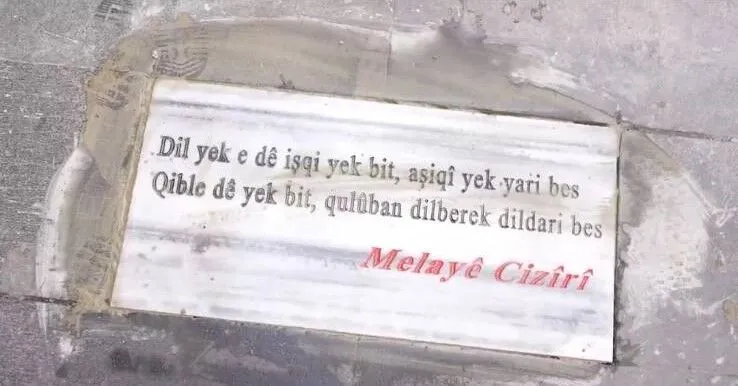 Dil yek e dê işqi yek bit, aşiqî yek yari bes
Qible dê yek bit, qulûban dilberek dildari bes
Melayê Cizîrî